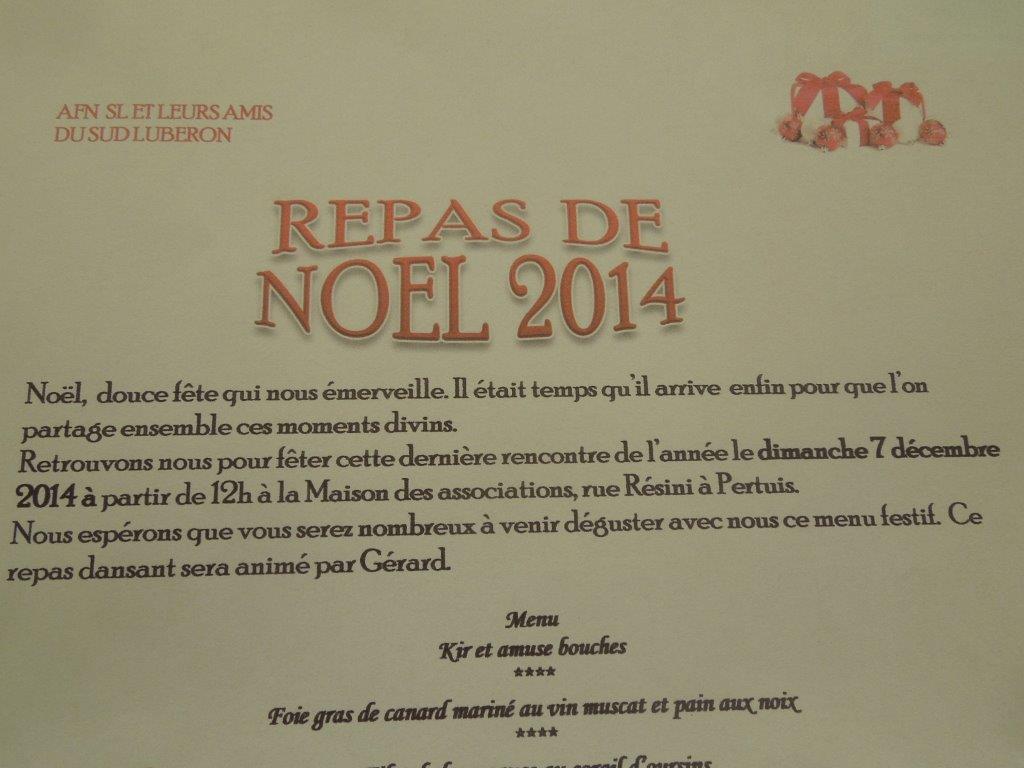 AFN SL ET LEURS AMIS
DU SUD LUBERON
REPAS DE
NOEL 2014
Noël, douce fête qui nous émerveille. Il était temps qu'il arrive enfin pour que l'on
partage ensemble ces moments divins.
Retrouvons nous pour fêter cette dernière rencontre de l'année le dimanche 7 décembre
2014 à partir de 12h à la Maison des associations, rue Résini à Pertuis.
Nous espérons que vous serez nombreux à venir déguster avec nous ce menu festif. Ce
repas dansant sera animé par Gérard.
Menu
Kir et amuse bouches
****
Foie gras de canard mariné au vin muscat et pain aux noix
****
au corail d'oursins